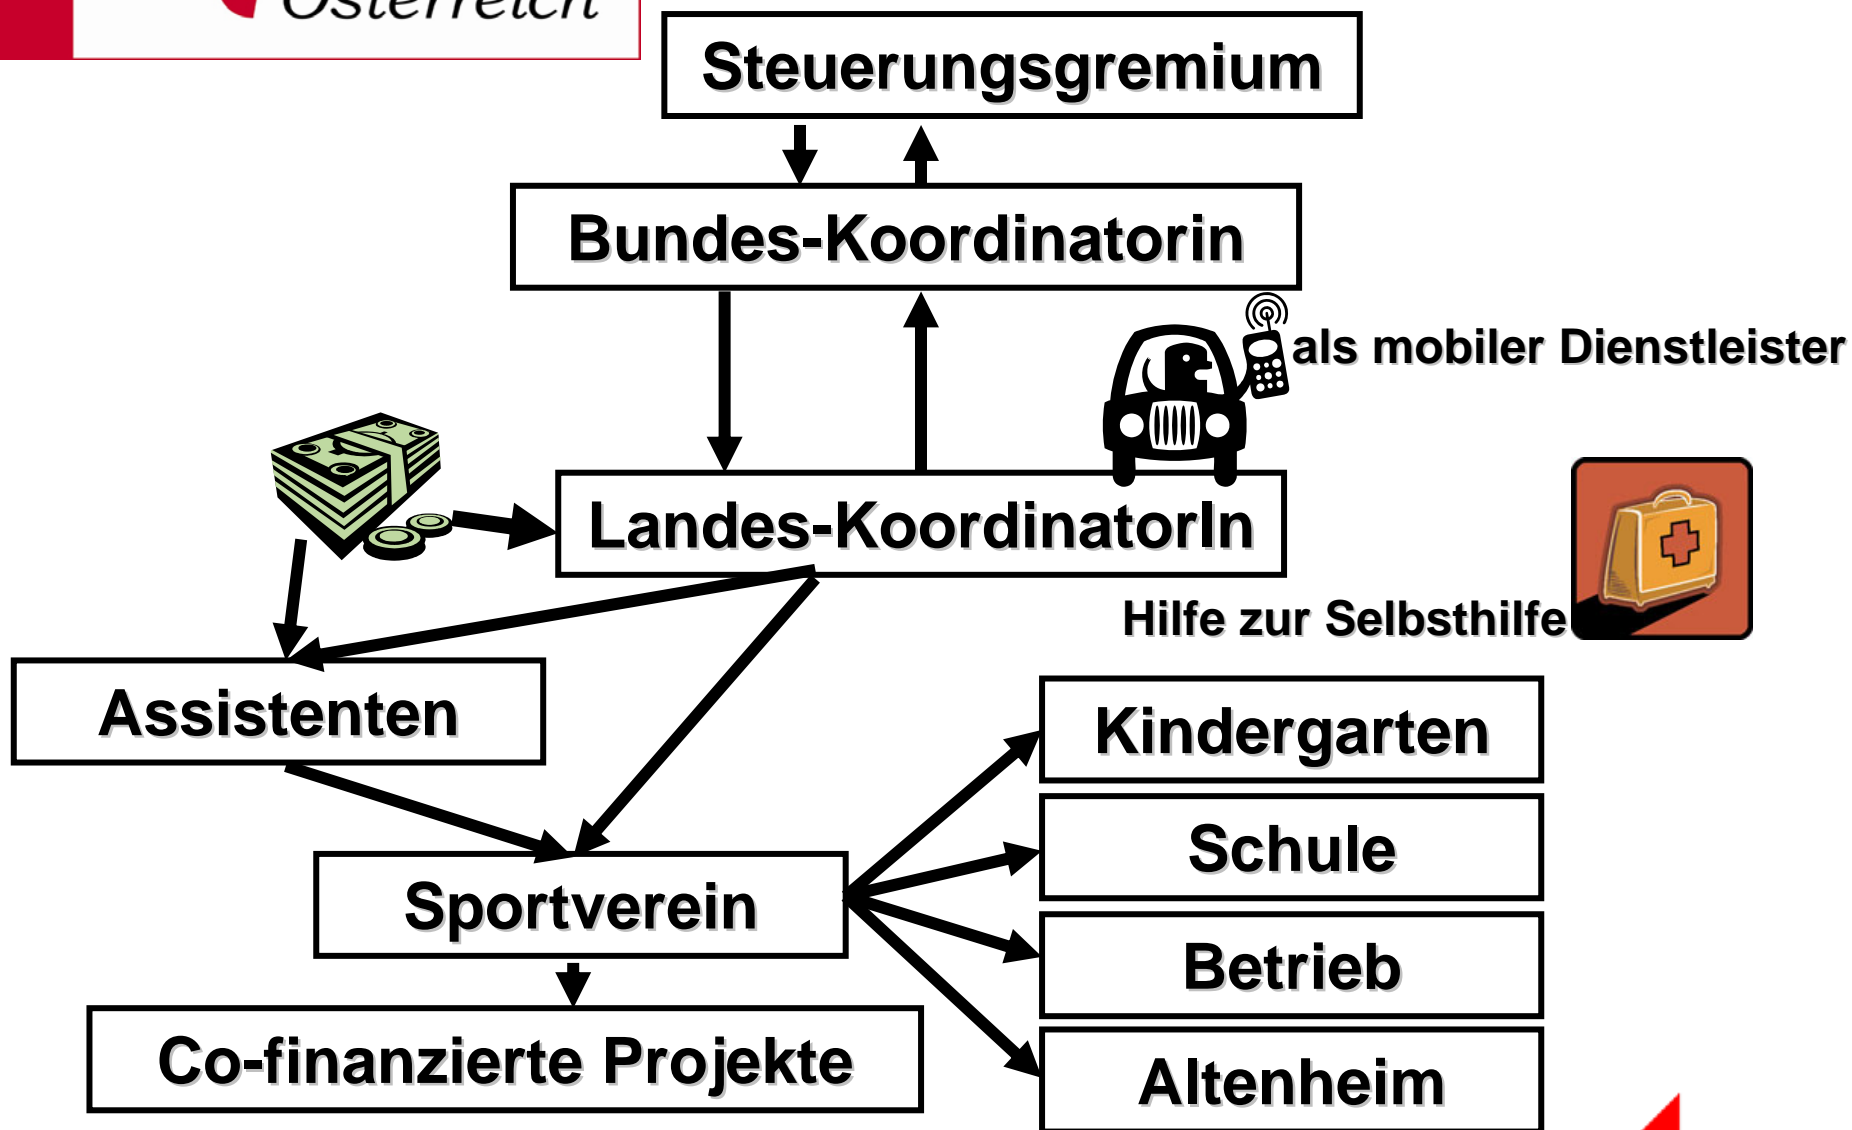 Österreich
Steuerungsgremium
Bundes-Koordinatorin
als mobiler Dienstleister
Landes-KoordinatorIn
Hilfe zur Selbsthilfe
Assistenten
Kindergarten
Schule
Sportverein
Betrieb
Co-finanzierte Projekte
Altenheim